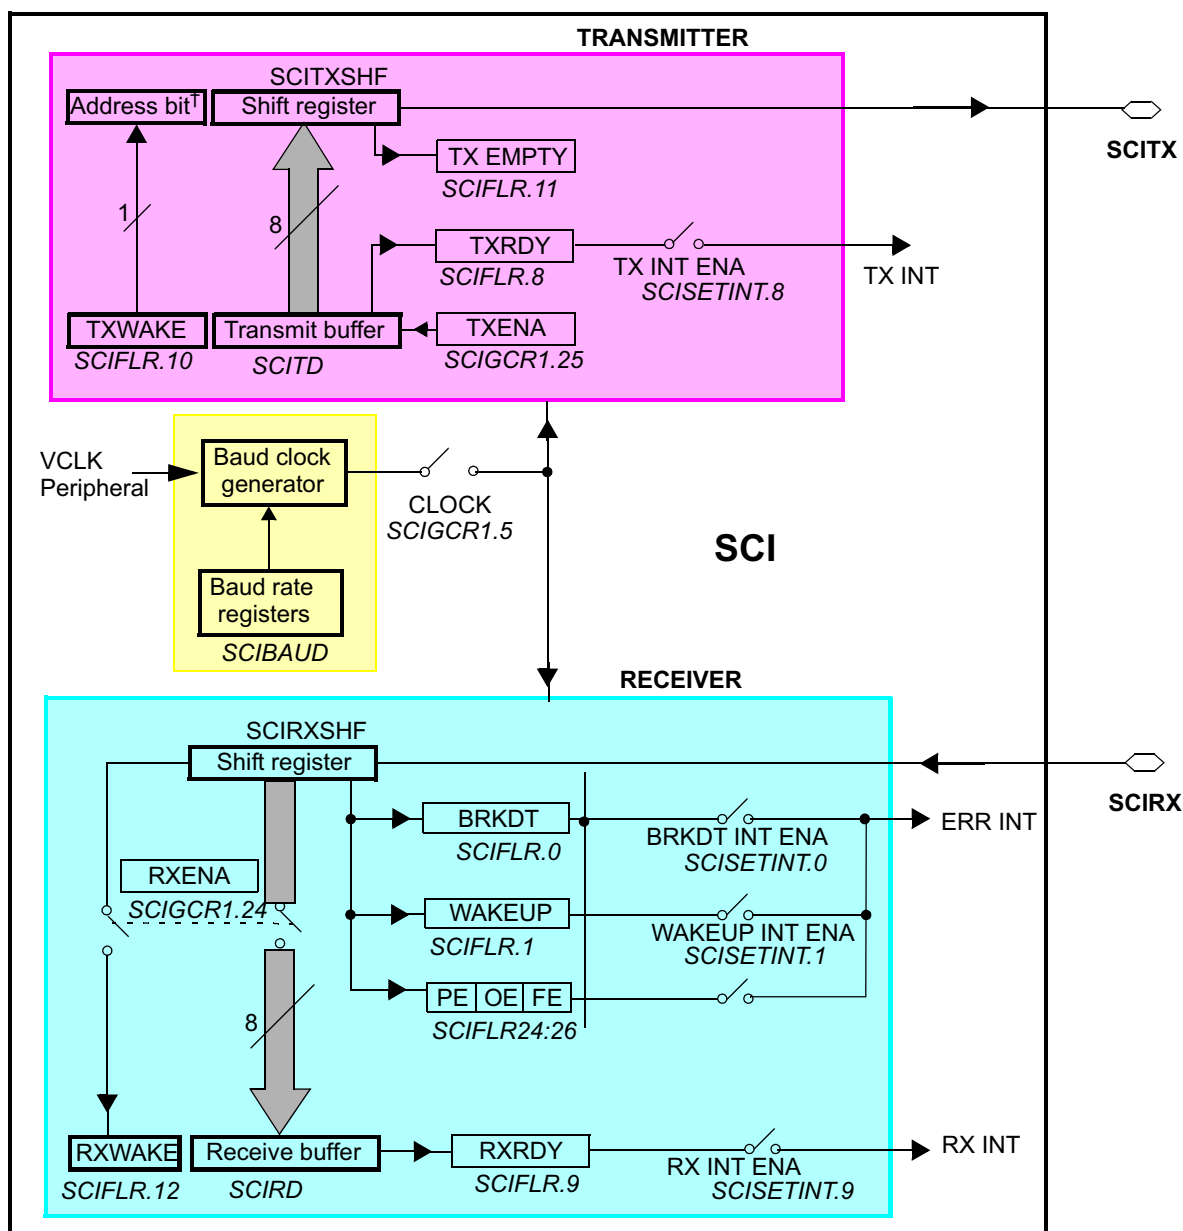 TRANSMITTER
SCITXSHF
Address bit†
Shift register
SCITX
TX EMPTY
SCIFLR.11
1
8
TXRDY
SCIFLR.8
TX INT ENA
SCISETINT.8
TX INT
TXWAKE
SCIFLR.10
Transmit buffer
SCITD
TXENA
SCIGCR1.25
VCLK
Peripheral
Baud clock
generator
CLOCK
SCIGCR1.5
SCI
Baud rate
registers
SCIBAUD
RECEIVER
SCIRXSHF
Shift register
SCIRX
BRKDT
SCIFLR.0
BRKDT INT ENA
SCISETINT.0
ERR INT
RXENA
SCIGCR1.24
WAKEUP
SCIFLR.1
WAKEUP INT ENA
SCISETINT.1
PE OE FE
SCIFLR24:26
8
RXWAKE
SCIFLR.12
Receive buffer
SCIRD
RXRDY
SCIFLR.9
RX INT ENA
SCISETINT.9
RX INT